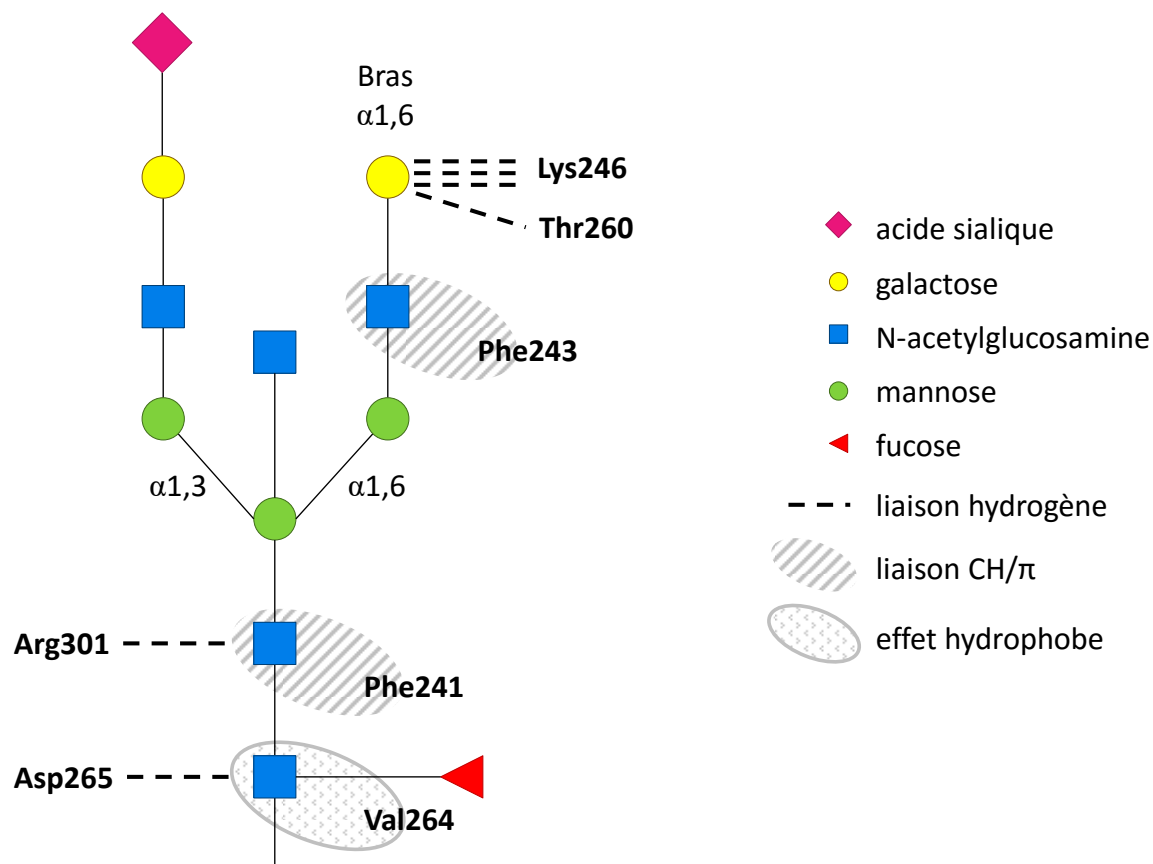 Bras
α1,6
Lys246
Thr260
Phe243
α1,3
α1,6
Arg301
Phe241
Asp265
Val264
acide sialique
galactose
N-acetylglucosamine
mannose
fucose
liaison hydrogène
liaison CH/π
effet hydrophobe